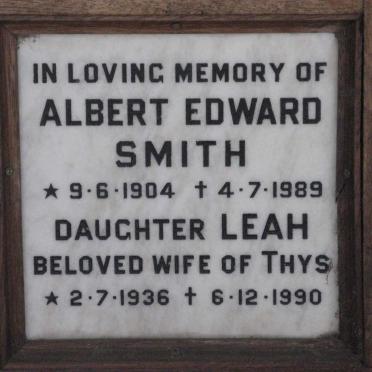 IN LOVING MEMORY OF
ALBERT EDWARD
SMITH
★ 9·6·1904 † 4·7·1989
DAUGHTER LEAH
BELOVED WIFE OF THYS
★ 2·7·1936 † 6·12·1990